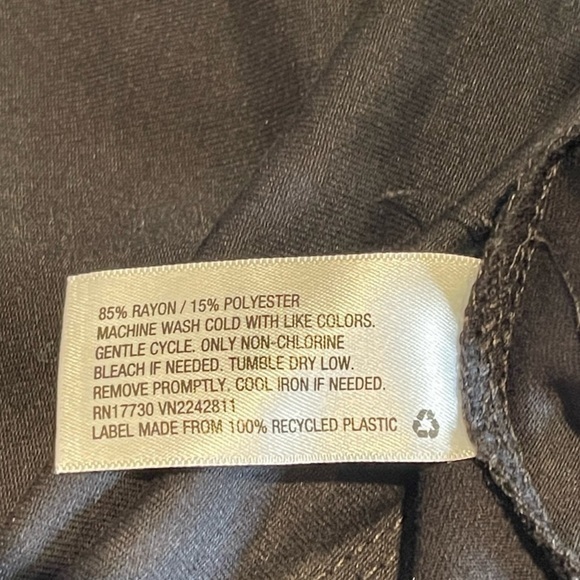 85% RAYON / 15% POLYESTER
MACHINE WASH COLD WITH LIKE COLORS.
GENTLE CYCLE. ONLY NON-CHLORINE
BLEACH IF NEEDED. TUMBLE DRY LOW.
REMOVE PROMPTLY. COOL IRON IF NEEDED.
RN17730 VN2242811
LABEL MADE FROM 100% RECYCLED PLASTIC